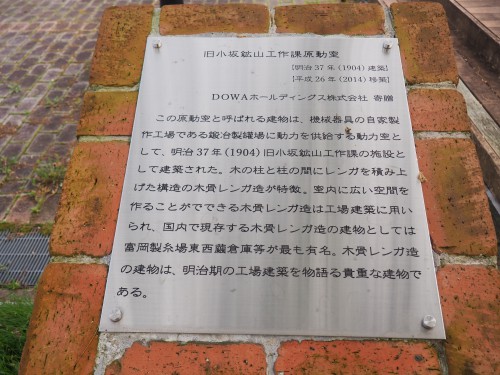 旧小坂鉱山工作課原動室
[明治37年(1904)建築]
[平成26年(2014)移築]
DOWAホールディングス株式会社 寄贈
この原動室と呼ばれる建物は、機械器具の自家製
作工場である鍛冶製罐場に動力を供給する動力室と
して、明治37年(1904)旧小坂鉱山工作課の施設と
して建築された。木の柱と柱の間にレンガを積み上
げた構造の木骨レンガ造が特徴。室内に広い空間を
作ることができる木骨レンガ造は工場建築に用い
られ、国内で現存する木骨レンガ造の建物としては
富岡製糸場東西繭倉庫等が最も有名。木骨レンガ造
の建物は、明治期の工場建築を物語る貴重な建物で
ある。